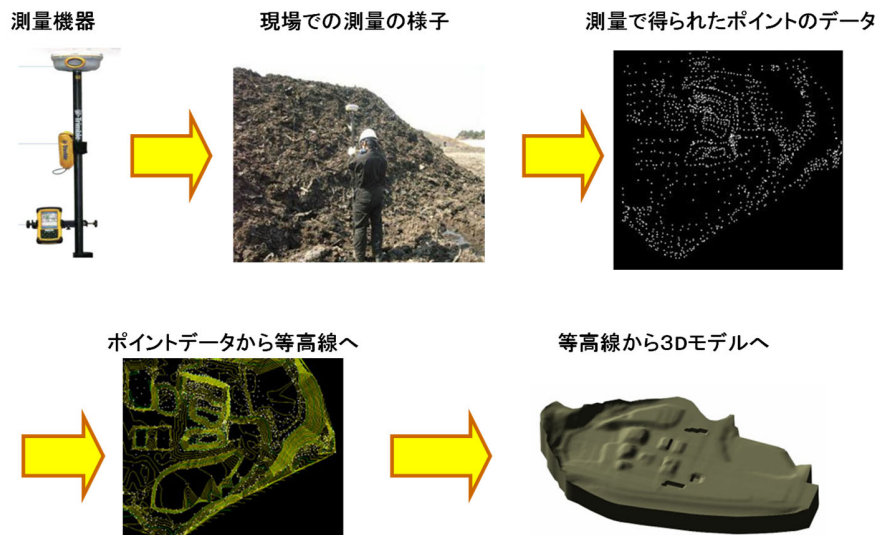 測量機器
現場での測量の様子
測量で得られたポイントのデータ
Trimble
ポイントデータから等高線へ
等高線から3Dモデルへ